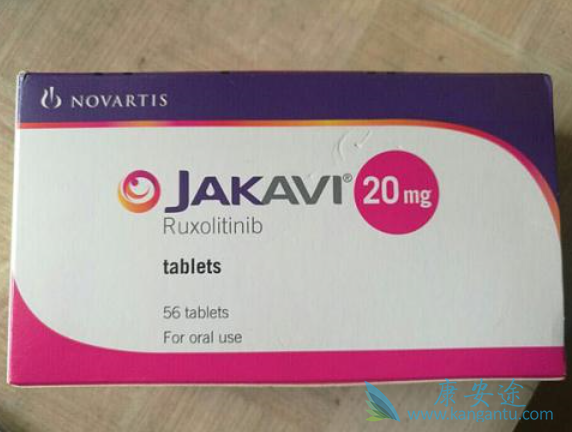 NOVARTIS
JAKAVI® 20 mg
Ruxolitinib
tablets
56 tablets
For oral use
康安途
www.kangantu.com